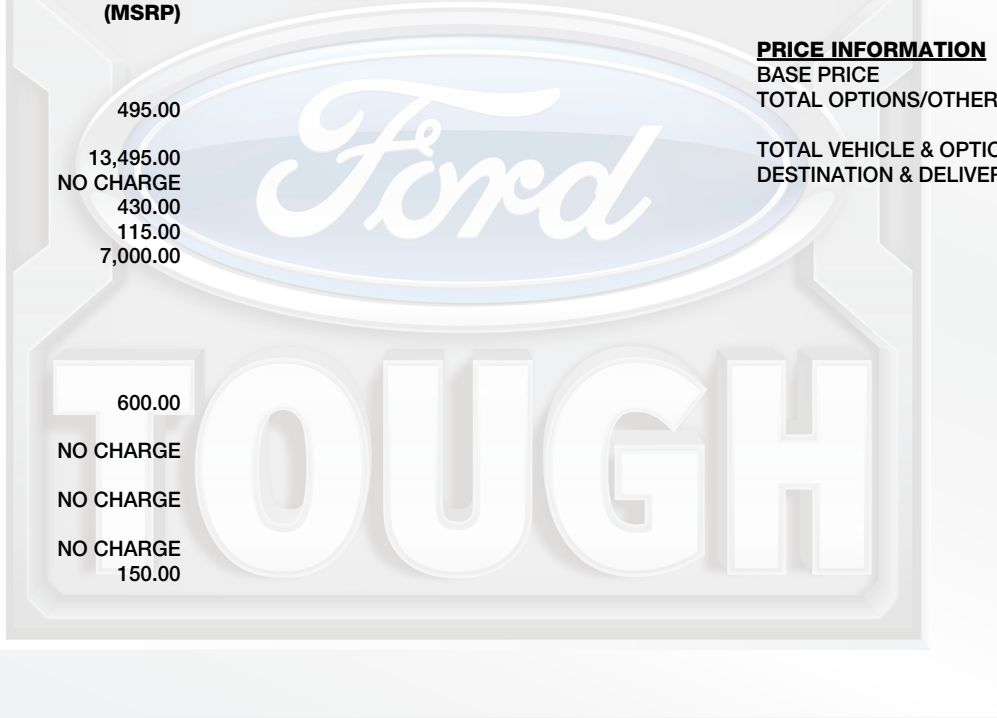 (MSRP)
495.00
13,495.00
NO CHARGE
430.00
115.00
7,000.00
600.00
NO CHARGE
NO CHARGE
NO CHARGE
150.00
PRICE INFORMATION
BASE PRICE
TOTAL OPTIONS/OTHER
TOTAL VEHICLE & OPTIO
DESTINATION & DELIVER
Ford
TOUGH